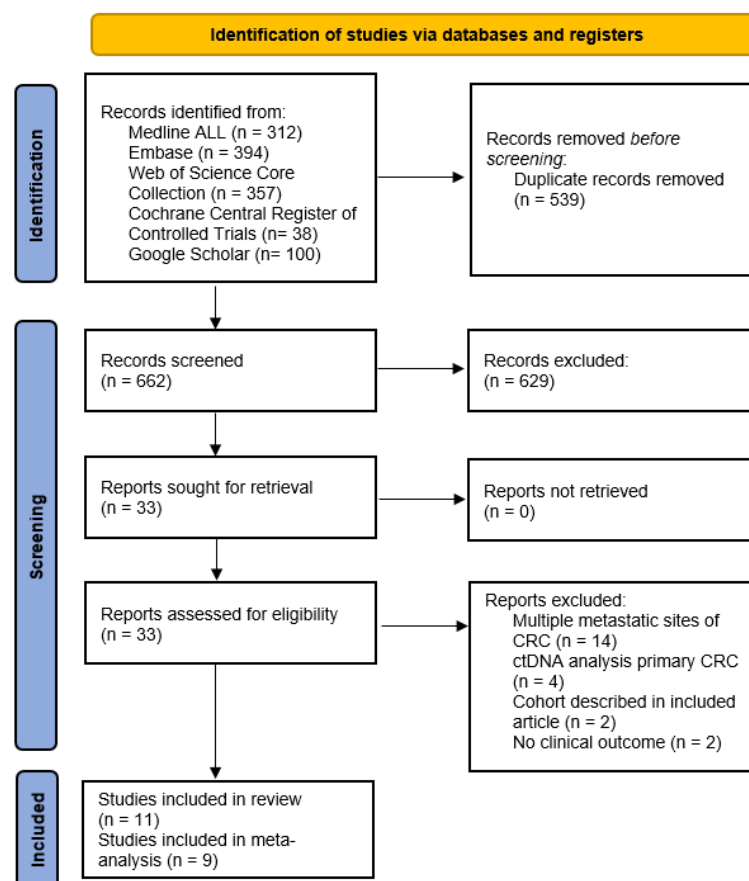 Identification of studies via databases and registers
Identification
Records identified from:
Medline ALL (n = 312)
Embase (n = 394)
Web of Science Core
Collection (n = 357)
Cochrane Central Register of
Controlled Trials (n= 38)
Google Scholar (n= 100)
Records removed before
screening:
Duplicate records removed
(n = 539)
Screening
Records screened
(n = 662)
Records excluded:
(n = 629)
Reports sought for retrieval
(n = 33)
Reports not retrieved
(n = 0)
Reports assessed for eligibility
(n = 33)
Reports excluded:
Multiple metastatic sites of
CRC (n = 14)
ctDNA analysis primary CRC
(n = 4)
Cohort described in included
article (n = 2)
No clinical outcome (n = 2)
Included
Studies included in review
(n = 11)
Studies included in meta-
analysis (n = 9)